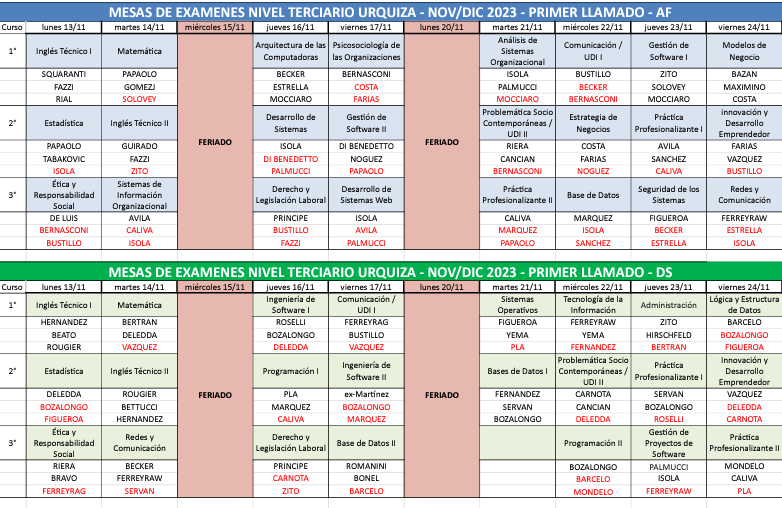 MESAS DE EXAMENES NIVEL TERCIARIO URQUIZA - NOV/DIC 2023 - PRIMER LLAMADO - AF
Curso lunes 13/11 martes 14/11 miércoles 15/11 jueves 16/11 viernes 17/11 lunes 20/11 martes 21/11 miércoles 22/11 jueves 23/11 viernes 24/11
1° Inglés Técnico I Matemática Arquitectura de las Computadoras Psicosociología de las Organizaciones Análisis de Sistemas Organizacional Comunicación / UDI I Gestión de Software I Modelos de Negocio
SQUARANTI PAPAOLO BECKER BERNASCONI ISOLA BUSTILLO ZITO BAZAN
FAZZI GOMEZJ ESTRELLA COSTA PALMUCCI BECKER SOLOVEY MAXIMINO
RIAL SOLOVEY MOCCIARO FARIAS MOCCIARO BERNASCONI MOCCIARO COSTA
2° Estadística Inglés Técnico II Desarrollo de Sistemas Gestión de Software II Problemática Socio Contemporáneas / UDI II Estrategia de Negocios Práctica Profesionalizante I innovación y Desarrollo Emprendedor
FERIADO FERIADO
PAPAOLO GUIRADO ISOLA DI BENEDETTO RIERA COSTA AVILA FARIAS
TABAKOVIC FAZZI DI BENEDETTO NOGUEZ CANCIAN FARIAS SANCHEZ VAZQUEZ
ISOLA ZITO PALMUCCI PAPAOLO BERNASCONI NOGUEZ CALIVA BUSTILLO
3° Ética y Responsabilidad Social Sistemas de Información Organizacional Derecho y Legislación Laboral Desarrollo de Sistemas Web Práctica Profesionalizante II Base de Datos Seguridad de los Sistemas Redes y Comunicación
DE LUIS AVILA PRINCIPE ISOLA CALIVA MARQUEZ FIGUEROA FERREYRAW
BERNASCONI CALIVA BUSTILLO AVILA MARQUEZ ISOLA BECKER ESTRELLA
BUSTILLO ISOLA FAZZI PALMUCCI PAPAOLO SANCHEZ ESTRELLA ISOLA
MESAS DE EXAMENES NIVEL TERCIARIO URQUIZA - NOV/DIC 2023 - PRIMER LLAMADO - DS
Curso lunes 13/11 martes 14/11 miércoles 15/11 jueves 16/11 viernes 17/11 lunes 20/11 martes 21/11 miércoles 22/11 jueves 23/11 viernes 24/11
1° Inglés Técnico I Matemática Ingeniería de Software I Comunicación / UDI I Sistemas Operativos Tecnología de la Información Administración Lógica y Estructura de Datos
HERNANDEZ BERTRAN ROSELLI FERREYRAG FIGUEROA FERREYRAW ZITO BARCELO
BEATO DELEDDA BOZALONGO BUSTILLO YEMA YEMA HIRSCHFELD BOZALONGO
ROUGIER VAZQUEZ DELEDDA VAZQUEZ PLA FERNANDEZ BERTRAN FIGUEROA
2° Estadística Inglés Técnico II Programación I Ingeniería de Software II Bases de Datos I Problemática Socio Contemporáneas / UDI II Práctica Profesionalizante I Innovación y Desarrollo Emprendedor
DELEDDA ROUGIER FERIADO PLA ex-Martínez FERIADO FERNANDEZ CARNOTA SERVAN VAZQUEZ
BOZALONGO BETTUCCI MARQUEZ BOZALONGO SERVAN CANCIAN BOZALONGO DELEDDA
FIGUEROA HERNANDEZ CALIVA MARQUEZ BOZALONGO DELEDDA ROSELLI CARNOTA
3° Ética y Responsabilidad Social Redes y Comunicación Derecho y Legislación Laboral Base de Datos II Programación II Gestión de Proyectos de Software Práctica Profesionalizante II
RIERA BECKER PRINCIPE ROMANINI BOZALONGO PALMUCCI MONDELO
BRAVO FERREYRAW CARNOTA BONEL BARCELO ISOLA CALIVA
FERREYRAG SERVAN ZITO BARCELO MONDELO FERREYRAW PLA